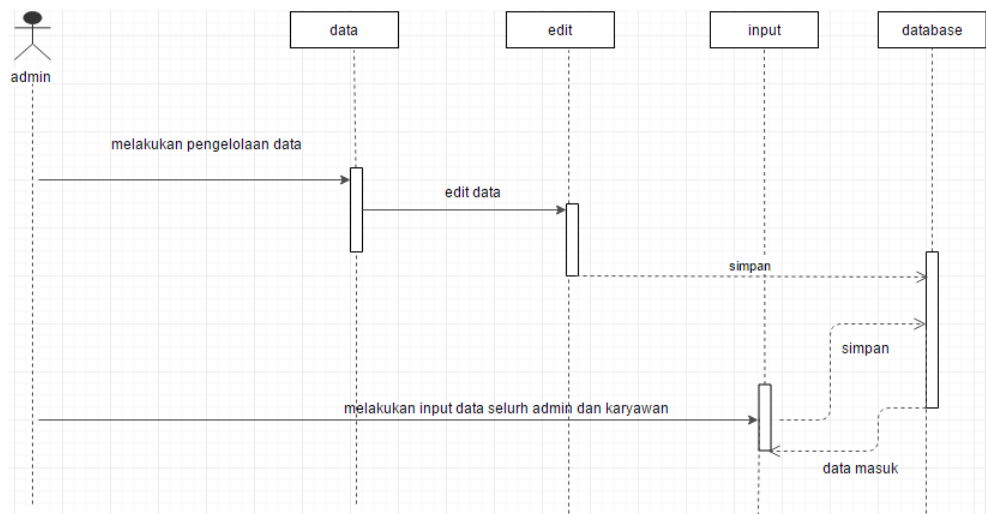 data
edit
input
database
admin
melakukan pengelolaan data
edit data
simpan
simpan
melakukan input data selurh admin dan karyawan
data masuk